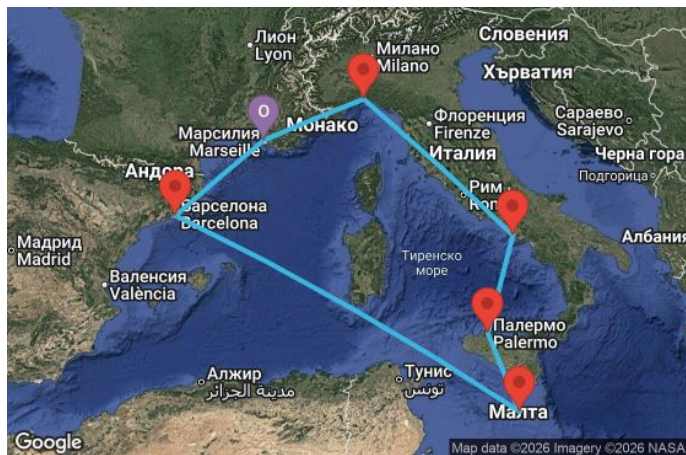 Лион
Lyon
Милано
Milano
Словения
Хърватия
О
Марсилия
Marseille
Монако
Флоренция
Firenze
Сараево
Sarajevo
Италия
Черна гора
Подгорица
Андора
Рим
Барселона
Barcelona
Мадрид
Madrid
Албания
Тиренско
море
Валенсия
València
Палермо
Palermo
Алжир
مدينة الجزائر
Тунис
تونس
Малта
Google
Map data ©2026 Imagery ©2026 NASA